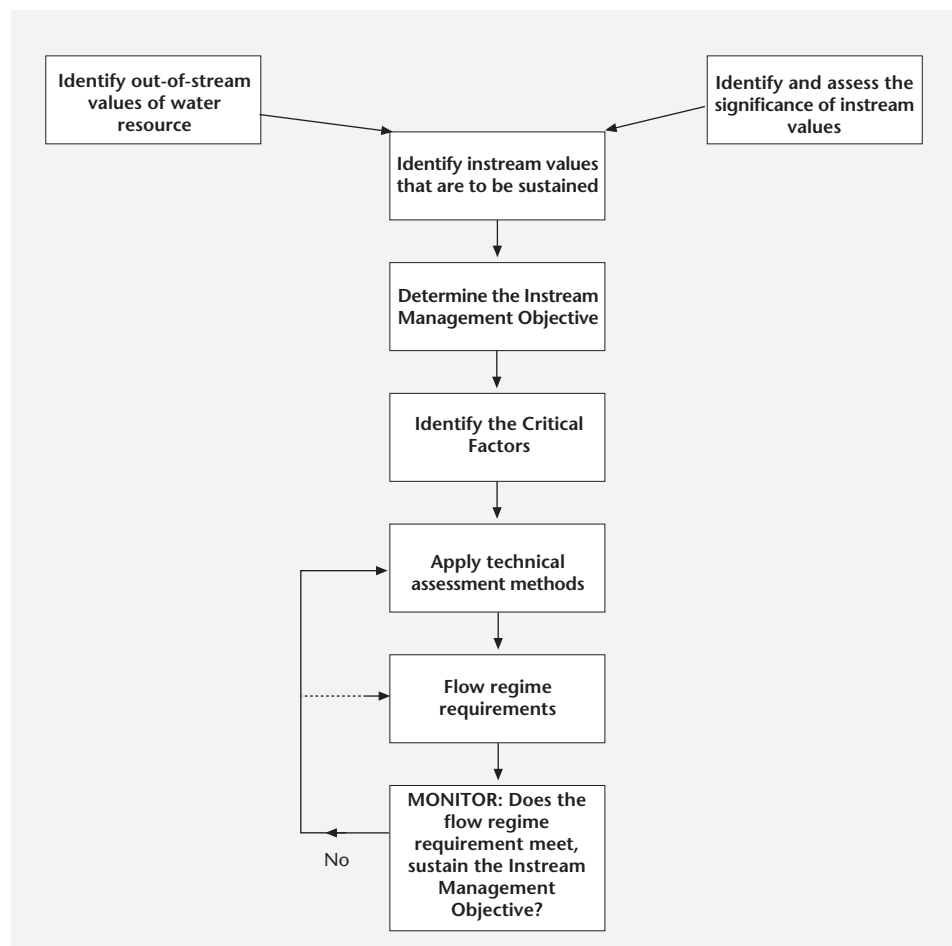 Identify out-of-stream
values of water
resource
Identify and assess the
significance of instream
values
Identify instream values
that are to be sustained
Determine the Instream
Management Objective
Identify the Critical
Factors
Apply technical
assessment methods
Flow regime
requirements
MONITOR: Does the
flow regime
requirement meet,
sustain the Instream
Management
Objective?
No